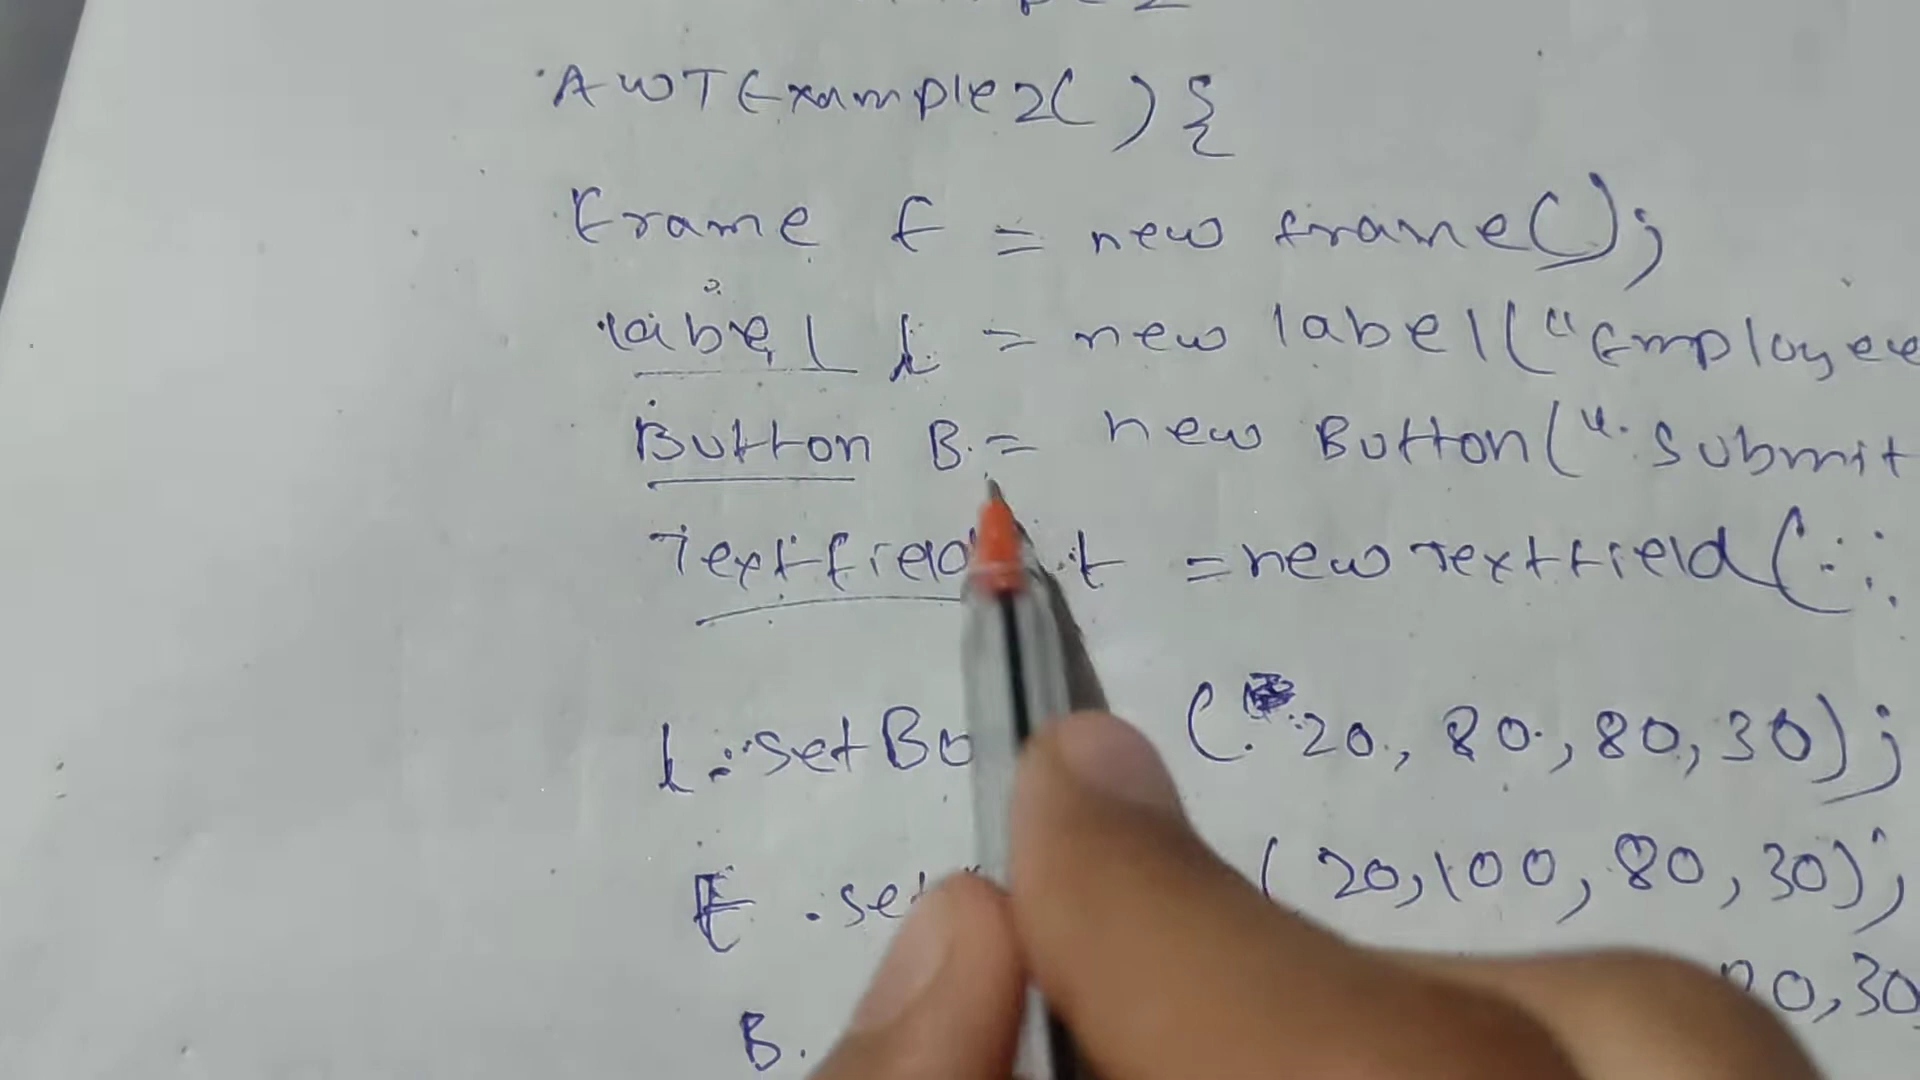 AWTExample2( ) {
Frame f = new frame();
label l = new label("Employee
Button B = new Button("Submit
Textfield t = new Textfield(
l.setBo (20, 80, 80, 30);
.set (20,100, 80, 30);
B. 0,30